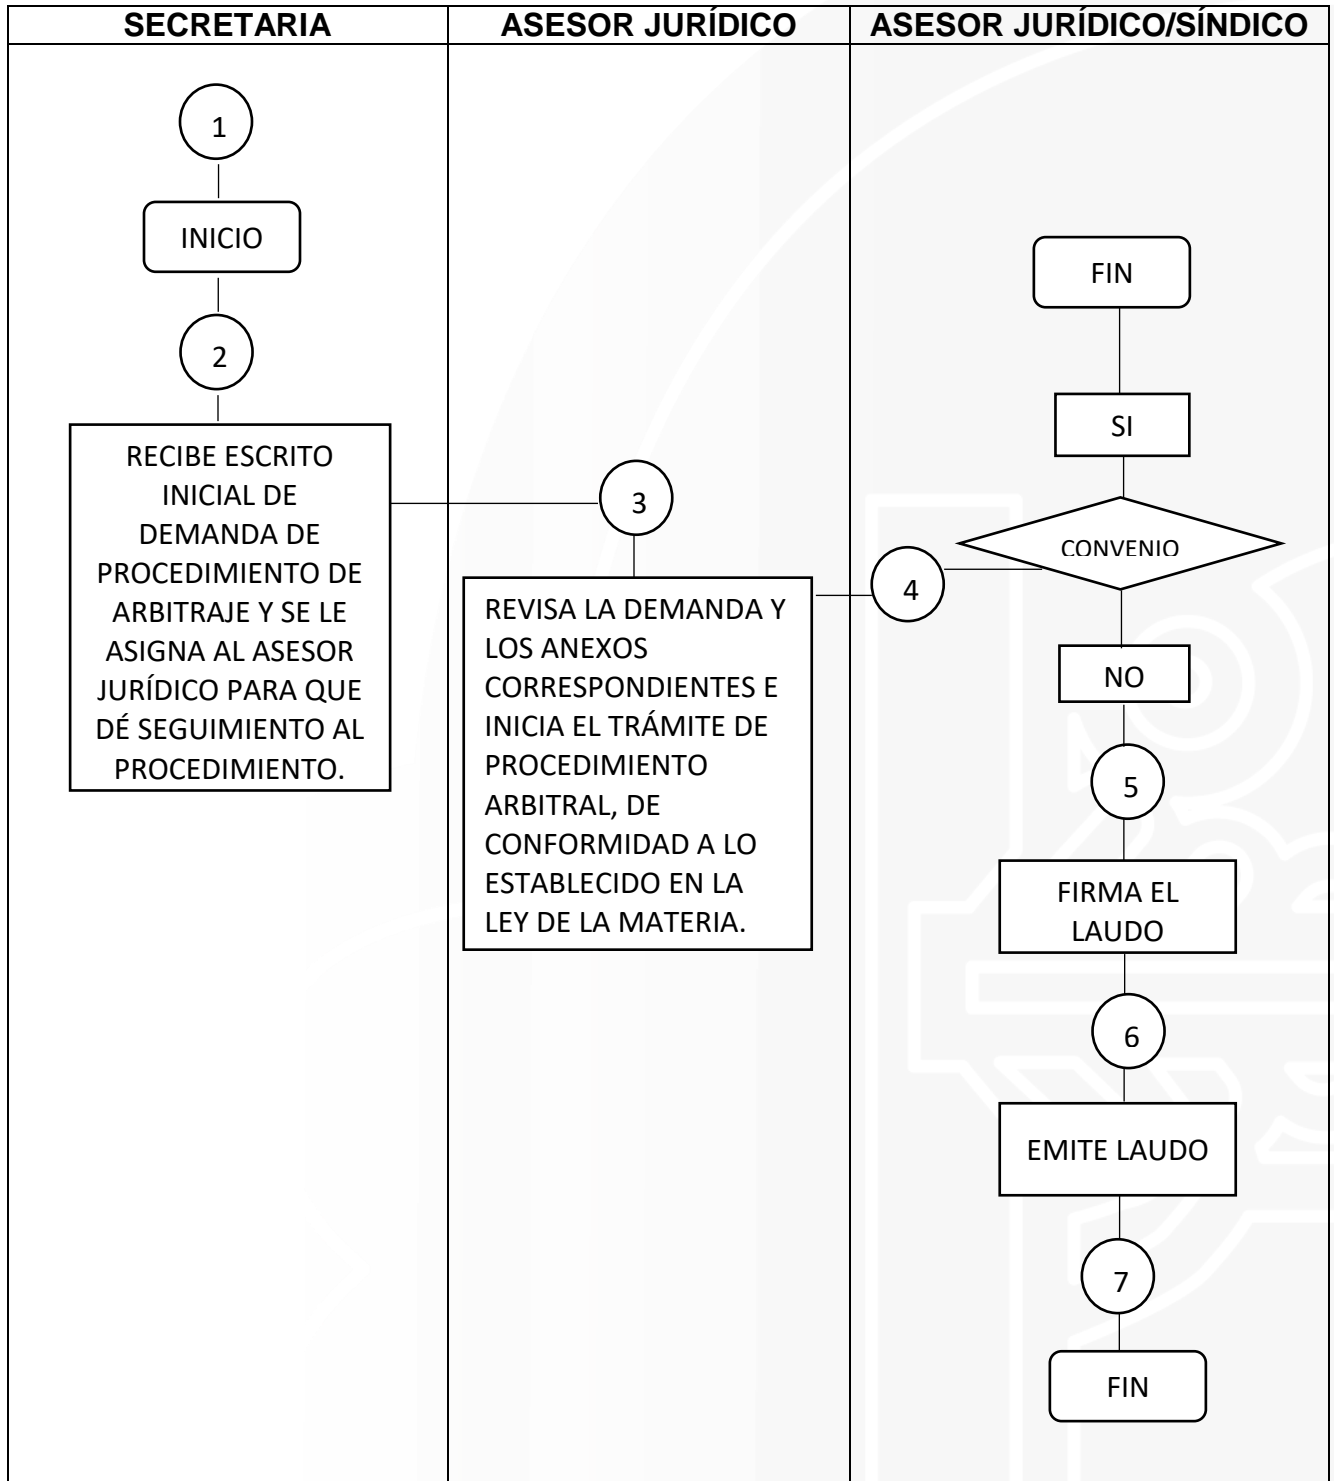 SECRETARIA
ASESOR JURÍDICO
ASESOR JURÍDICO/SÍNDICO
1
INICIO
2
RECIBE ESCRITO
INICIAL DE
DEMANDA DE
PROCEDIMIENTO DE
ARBITRAJE Y SE LE
ASIGNA AL ASESOR
JURÍDICO PARA QUE
DÉ SEGUIMIENTO AL
PROCEDIMIENTO.
3
REVISA LA DEMANDA Y
LOS ANEXOS
CORRESPONDIENTES E
INICIA EL TRÁMITE DE
PROCEDIMIENTO
ARBITRAL, DE
CONFORMIDAD A LO
ESTABLECIDO EN LA
LEY DE LA MATERIA.
4
FIN
SI
CONVENIO
NO
5
FIRMA EL
LAUDO
6
EMITE LAUDO
7
FIN